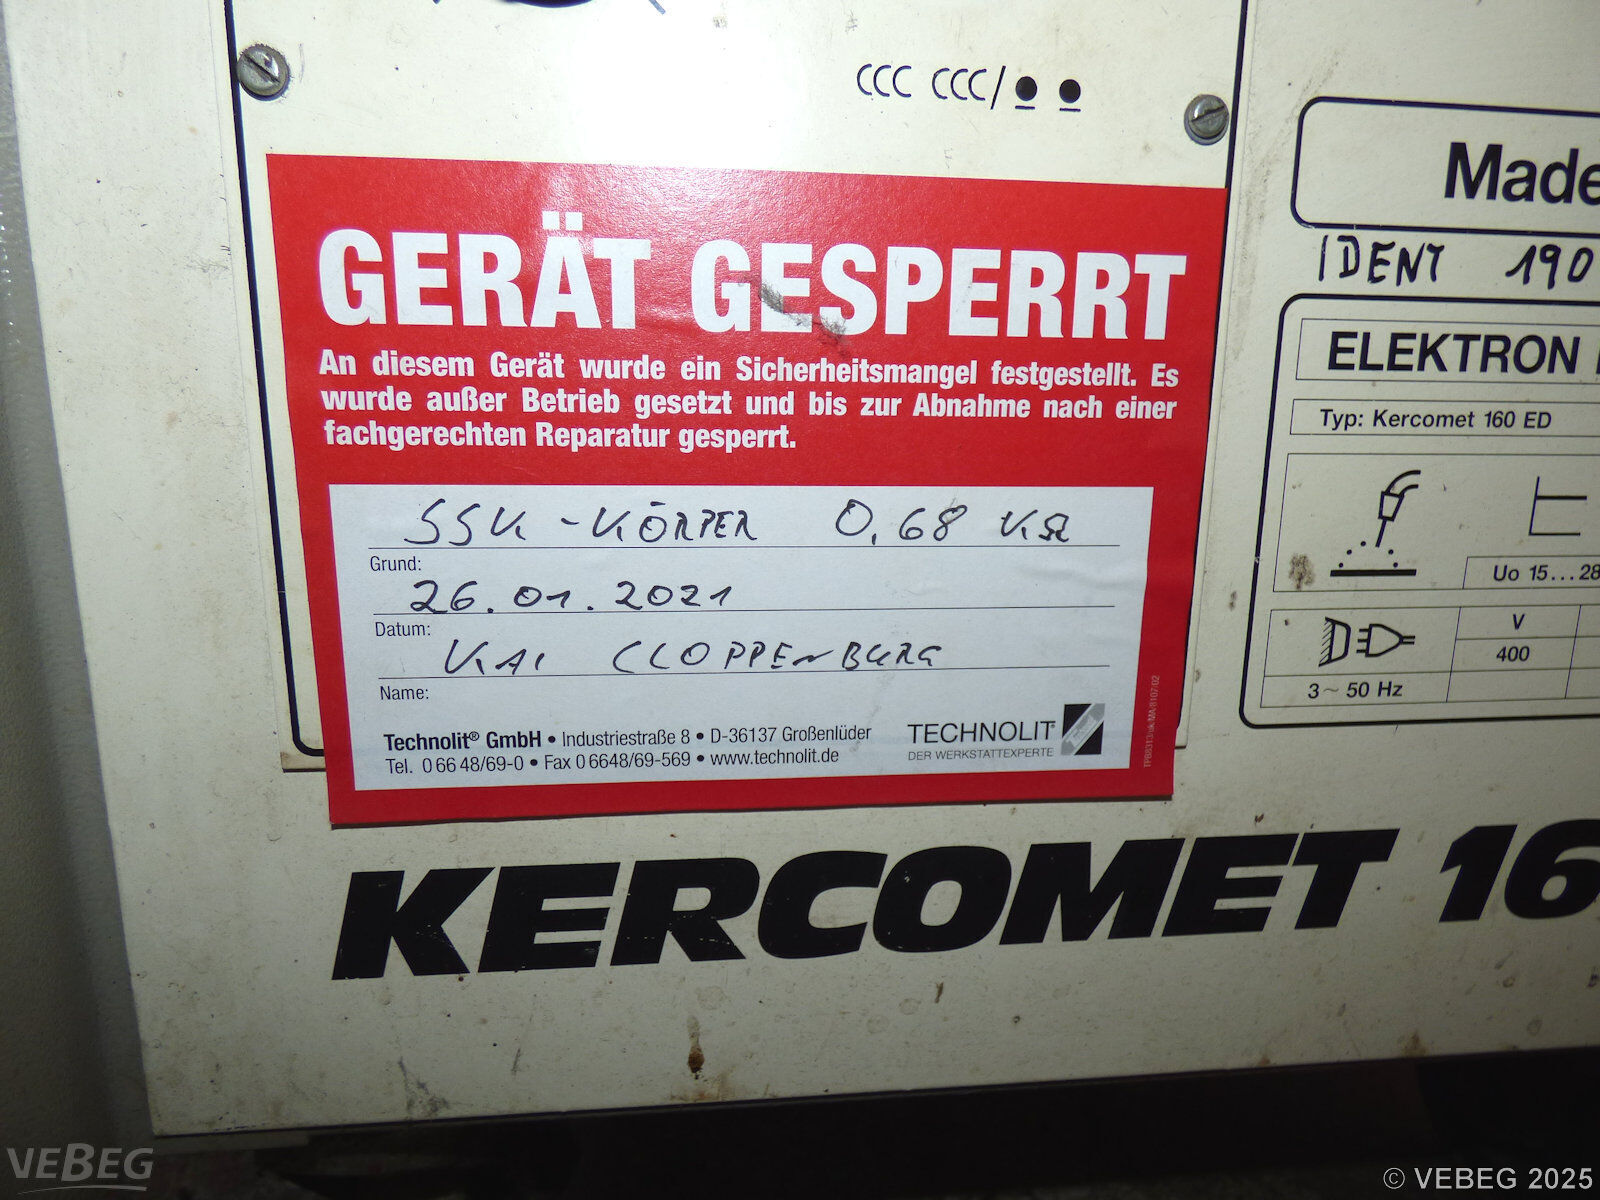 CCC CCC/
Made
IDENT 190
GERÄT GESPERRT
An diesem Gerät wurde ein Sicherheitsmangel festgestellt. Es
wurde außer Betrieb gesetzt und bis zur Abnahme nach einer
fachgerechten Reparatur gesperrt.
SSK-KÖRPER 0,68 KΩ
Grund:
26.01.2021
Datum:
KAI CLOPPENBURG
Name:
Technolit® GmbH • Industriestraße 8 • D-36137 Großenlüder
Tel. 0 66 48/69-0 • Fax 0 6648/69-569 • www.technolit.de
TECHNOLIT®
DER WERKSTATTEXPERTE
ELEKTRON
Typ: Kercomet 160 ED
Uo 15...28
V
400
3~ 50 Hz
KERCOMET 16
VEBEG
© VEBEG 2025